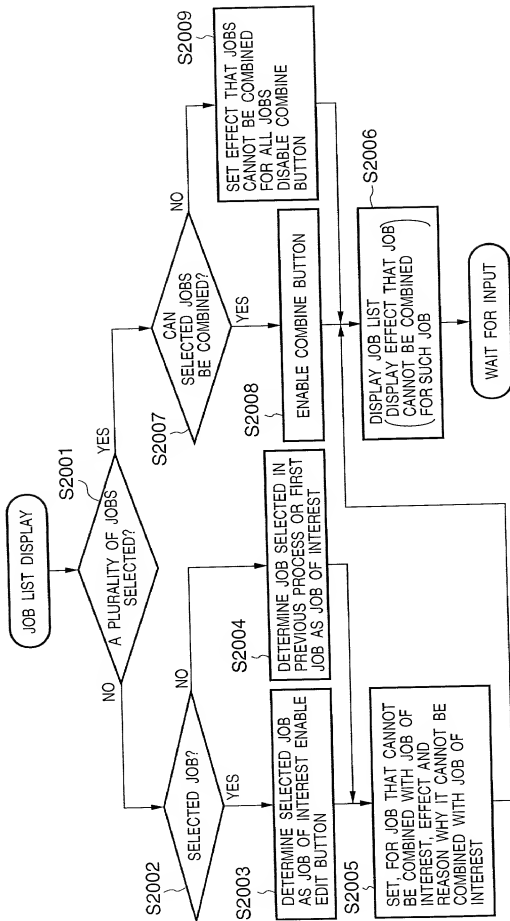 JOB LIST DISPLAY
S2001
A PLURALITY OF JOBS
SELECTED?
NO
YES
S2002
SELECTED JOB?
NO
YES
S2003
DETERMINE SELECTED JOB
AS JOB OF INTEREST ENABLE
EDIT BUTTON
S2004
DETERMINE JOB SELECTED IN
PREVIOUS PROCESS OR FIRST
JOB AS JOB OF INTEREST
S2005
SET, FOR JOB THAT CANNOT
BE COMBINED WITH JOB OF
INTEREST, EFFECT AND
REASON WHY IT CANNOT BE
COMBINED WITH JOB OF
INTEREST
S2007
CAN
SELECTED JOBS
BE COMBINED?
NO
YES
S2008
ENABLE COMBINE BUTTON
S2009
SET EFFECT THAT JOBS
CANNOT BE COMBINED
FOR ALL JOBS
DISABLE COMBINE
BUTTON
S2006
DISPLAY JOB LIST
(DISPLAY EFFECT THAT JOB
CANNOT BE COMBINED
FOR SUCH JOB)
WAIT FOR INPUT